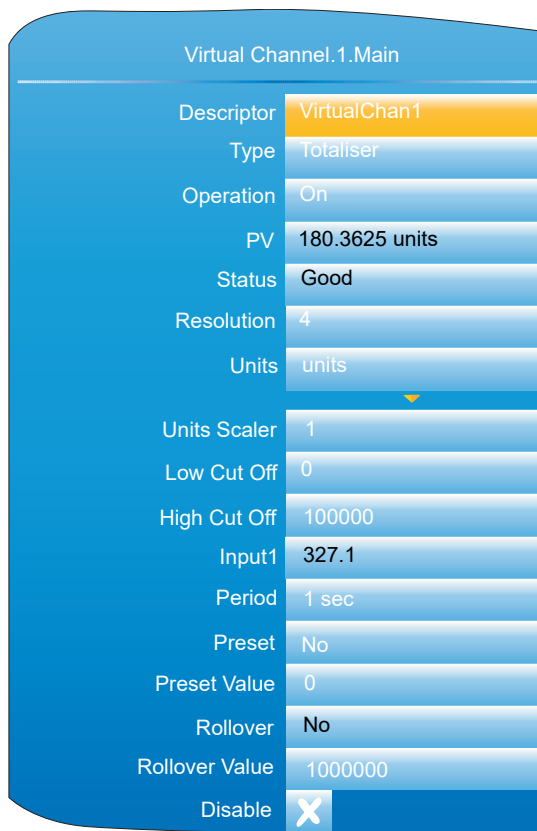 Virtual Channel.1.Main
Descriptor VirtualChan1
Type Totaliser
Operation On
PV 180.3625 units
Status Good
Resolution 4
Units units
Units Scaler 1
Low Cut Off 0
High Cut Off 100000
Input1 327.1
Period 1 sec
Preset No
Preset Value 0
Rollover No
Rollover Value 1000000
Disable